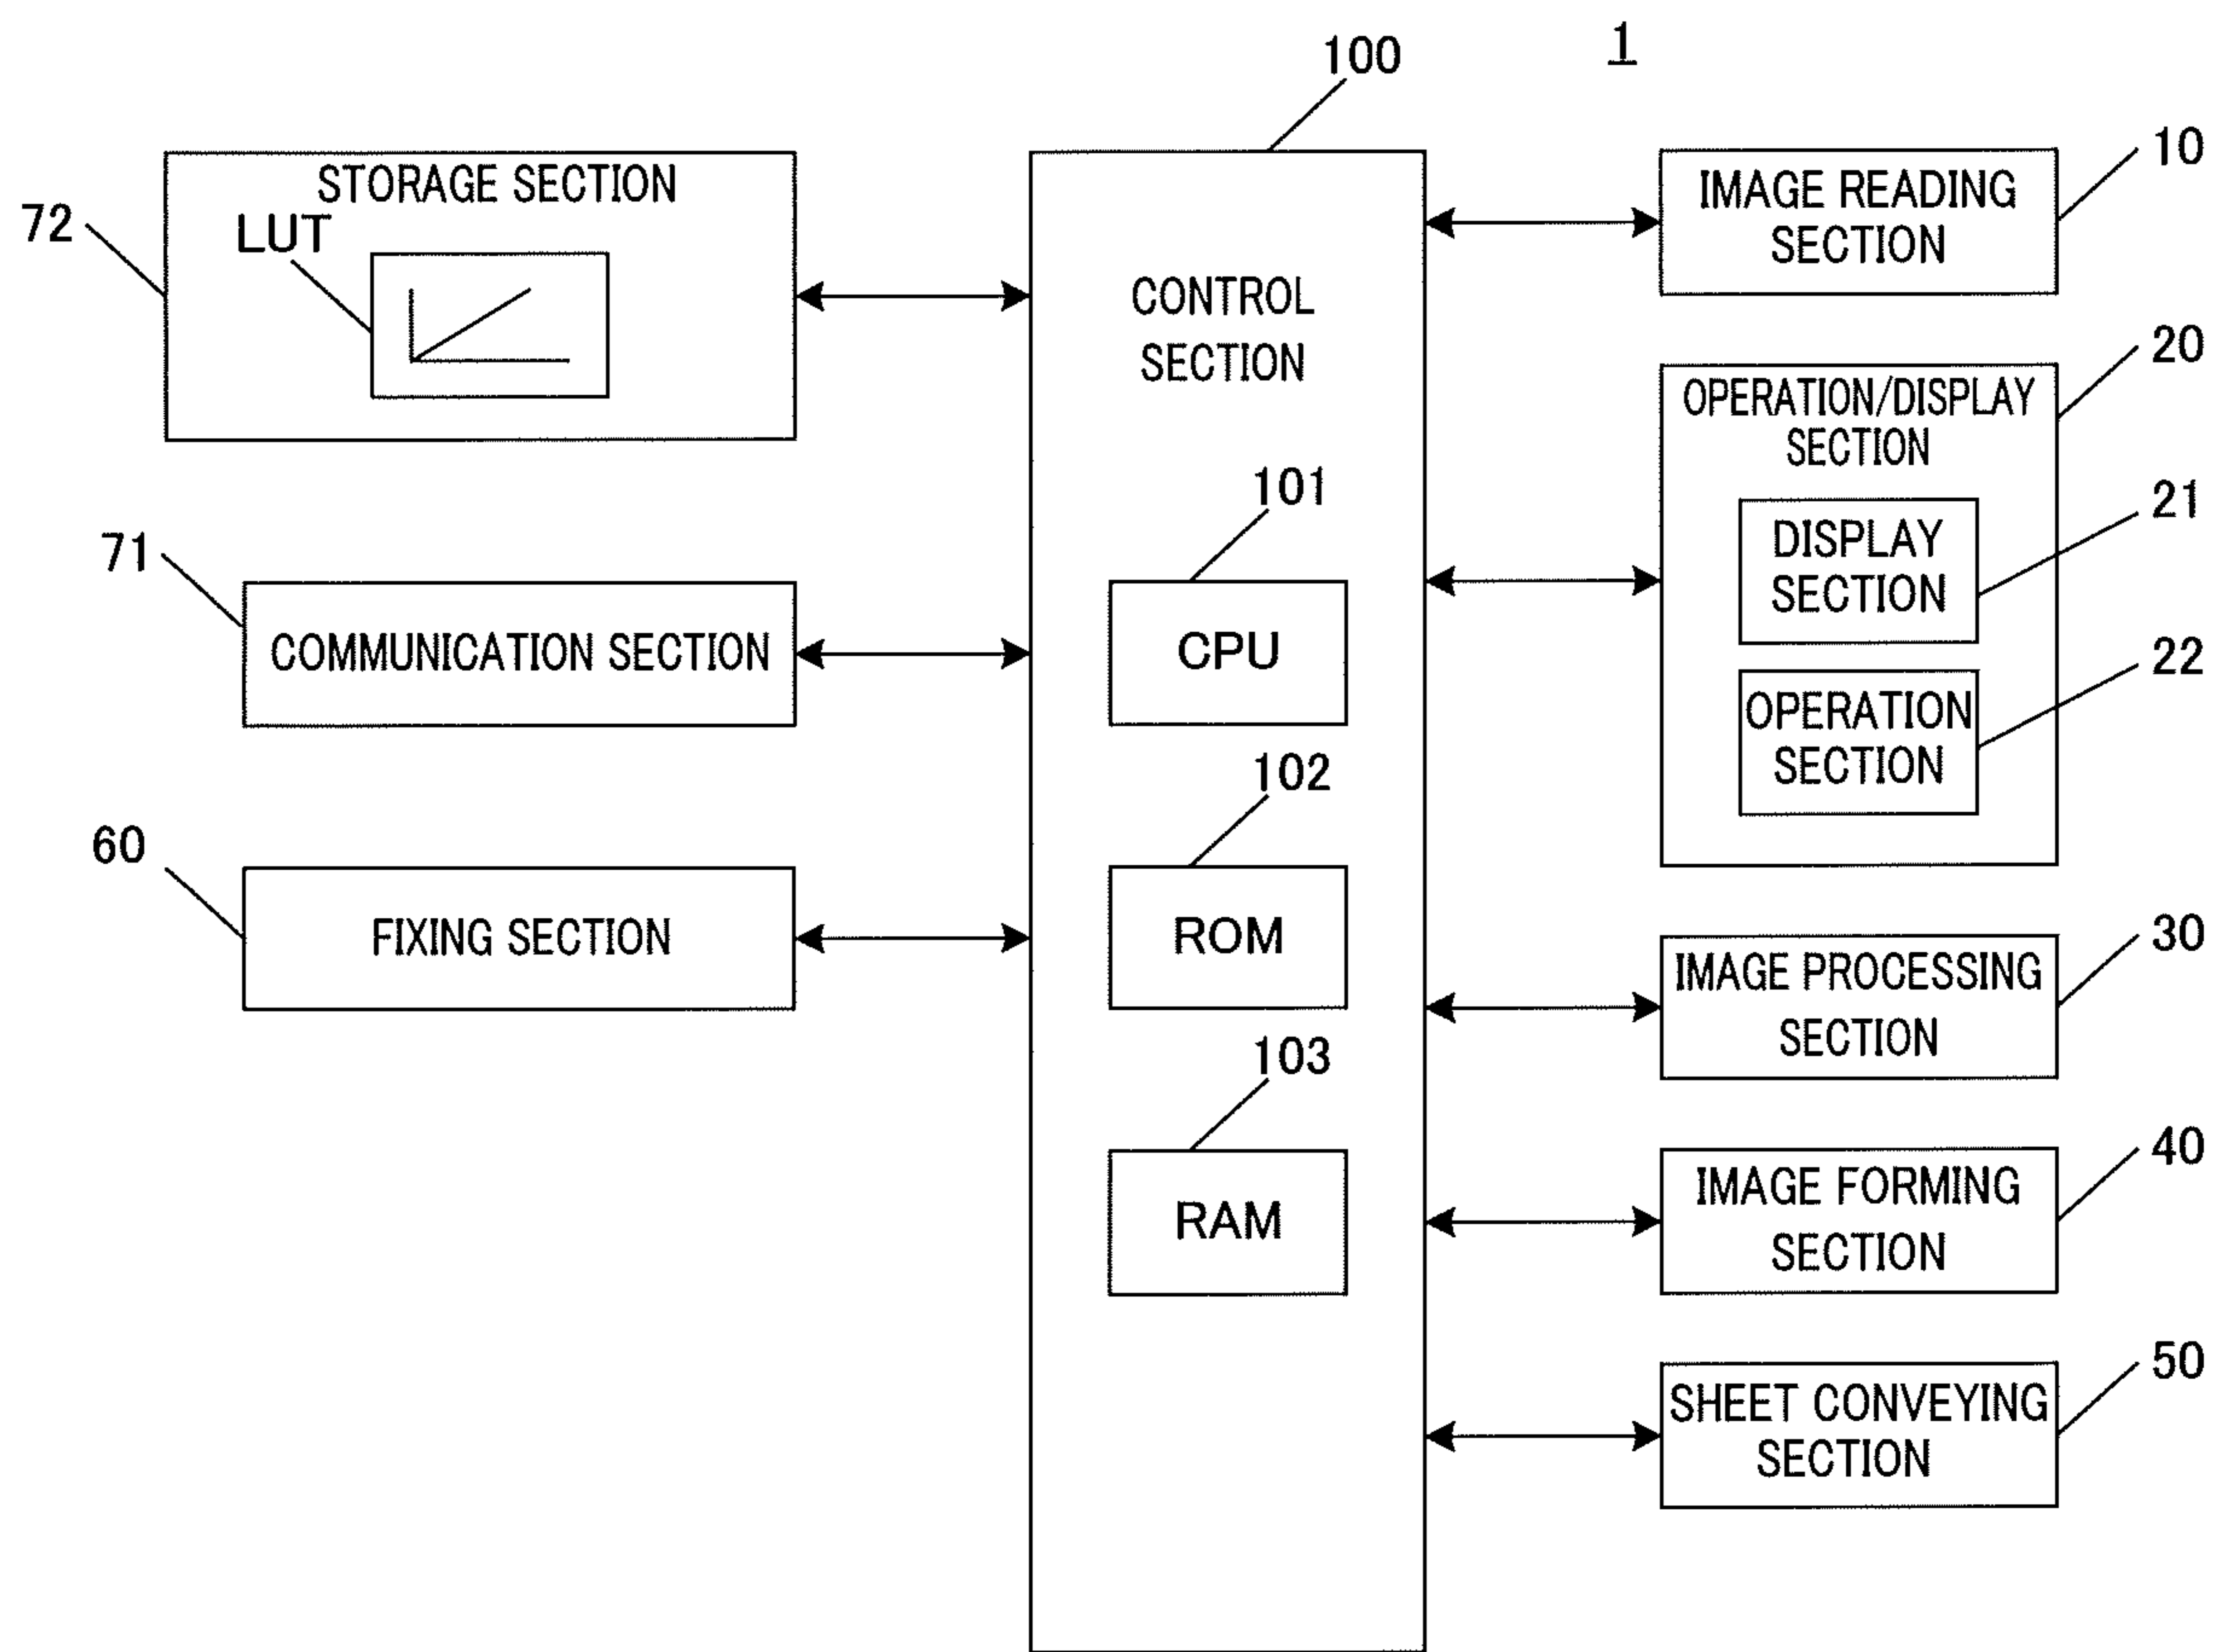 1
100
STORAGE SECTION
LUT
72
71
COMMUNICATION SECTION
60
FIXING SECTION
CONTROL
SECTION
101
CPU
102
ROM
103
RAM
10
IMAGE READING
SECTION
20
OPERATION/DISPLAY
SECTION
21
DISPLAY
SECTION
22
OPERATION
SECTION
30
IMAGE PROCESSING
SECTION
40
IMAGE FORMING
SECTION
50
SHEET CONVEYING
SECTION